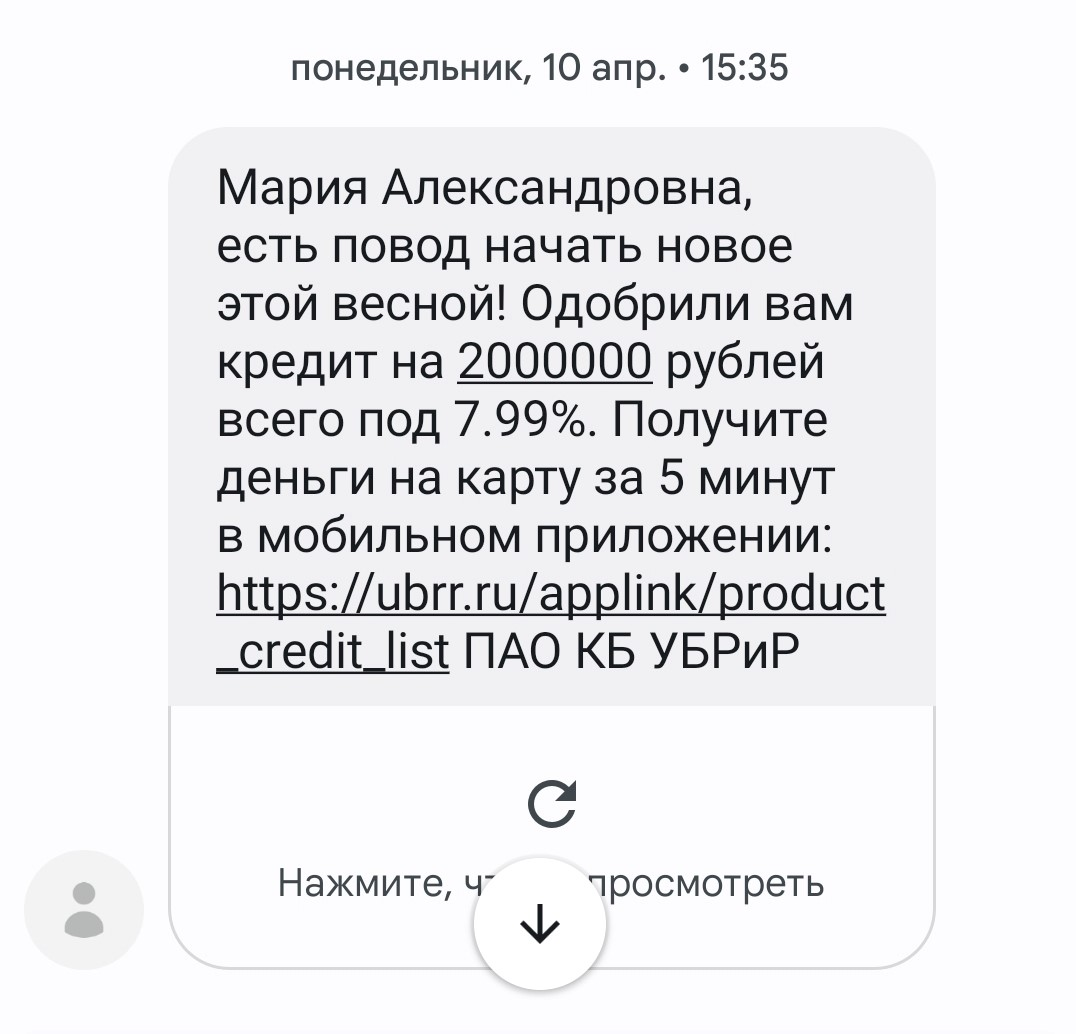 понедельник, 10 апр. • 15:35
Мария Александровна,
есть повод начать новое
этой весной! Одобрили вам
кредит на 2000000 рублей
всего под 7.99%. Получите
деньги на карту за 5 минут
в мобильном приложении:
https://ubrr.ru/applink/product
_credit_list ПАО КБ УБРиР
Нажмите, просмотреть